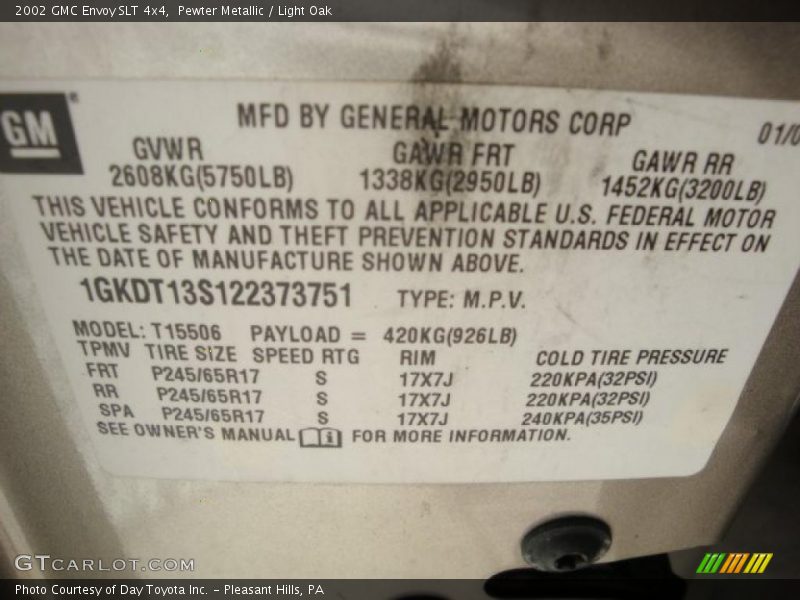 2002 GMC Envoy SLT 4x4, Pewter Metallic / Light Oak
GM
MFD BY GENERAL MOTORS CORP 01/0
GVWR GAWR FRT GAWR RR
2608KG(5750LB) 1338KG(2950LB) 1452KG(3200LB)
THIS VEHICLE CONFORMS TO ALL APPLICABLE U.S. FEDERAL MOTOR
VEHICLE SAFETY AND THEFT PREVENTION STANDARDS IN EFFECT ON
THE DATE OF MANUFACTURE SHOWN ABOVE.
1GKDT13S122373751 TYPE: M.P.V.
MODEL: T15506 PAYLOAD = 420KG(926LB)
TPMV TIRE SIZE SPEED RTG RIM COLD TIRE PRESSURE
FRT P245/65R17 S 17X7J 220KPA(32PSI)
RR P245/65R17 S 17X7J 220KPA(32PSI)
SPA P245/65R17 S 17X7J 240KPA(35PSI)
SEE OWNER'S MANUAL FOR MORE INFORMATION.
GTCARLOT.COM
Photo Courtesy of Day Toyota Inc. - Pleasant Hills, PA